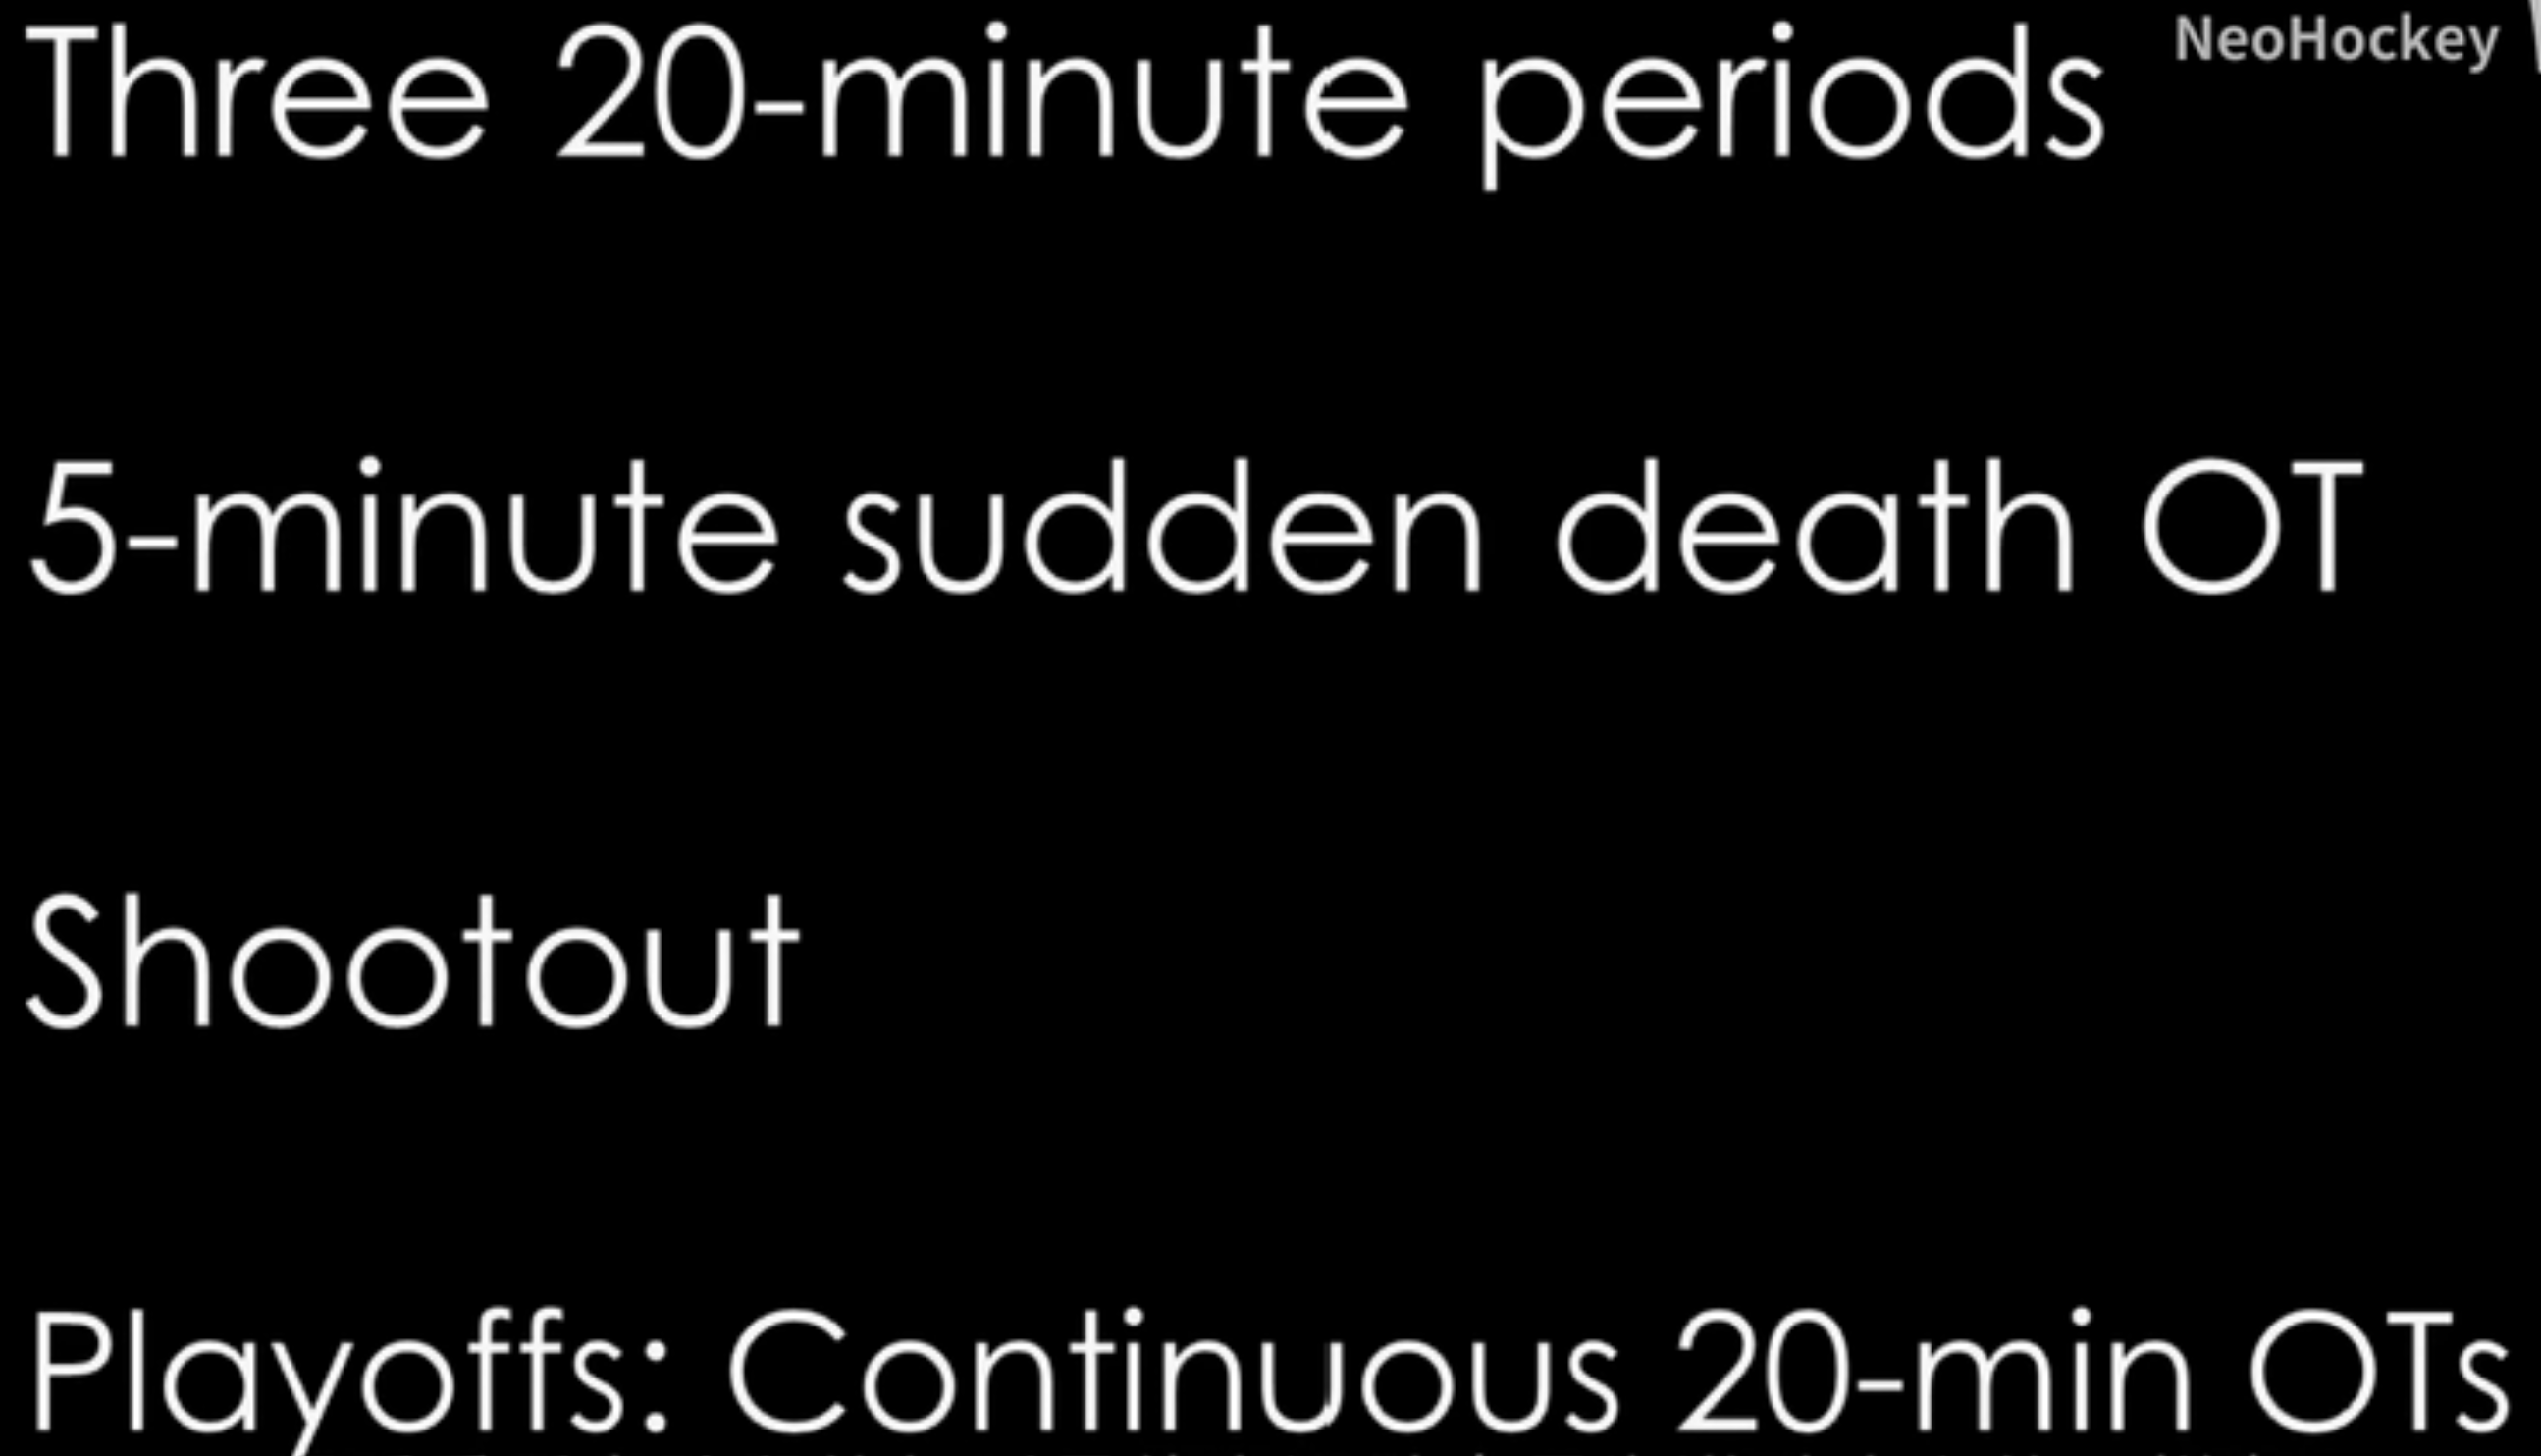 Three 20-minute periods
NeoHockey
5-minute sudden death OT
Shootout
Playoffs: Continuous 20-min OTs